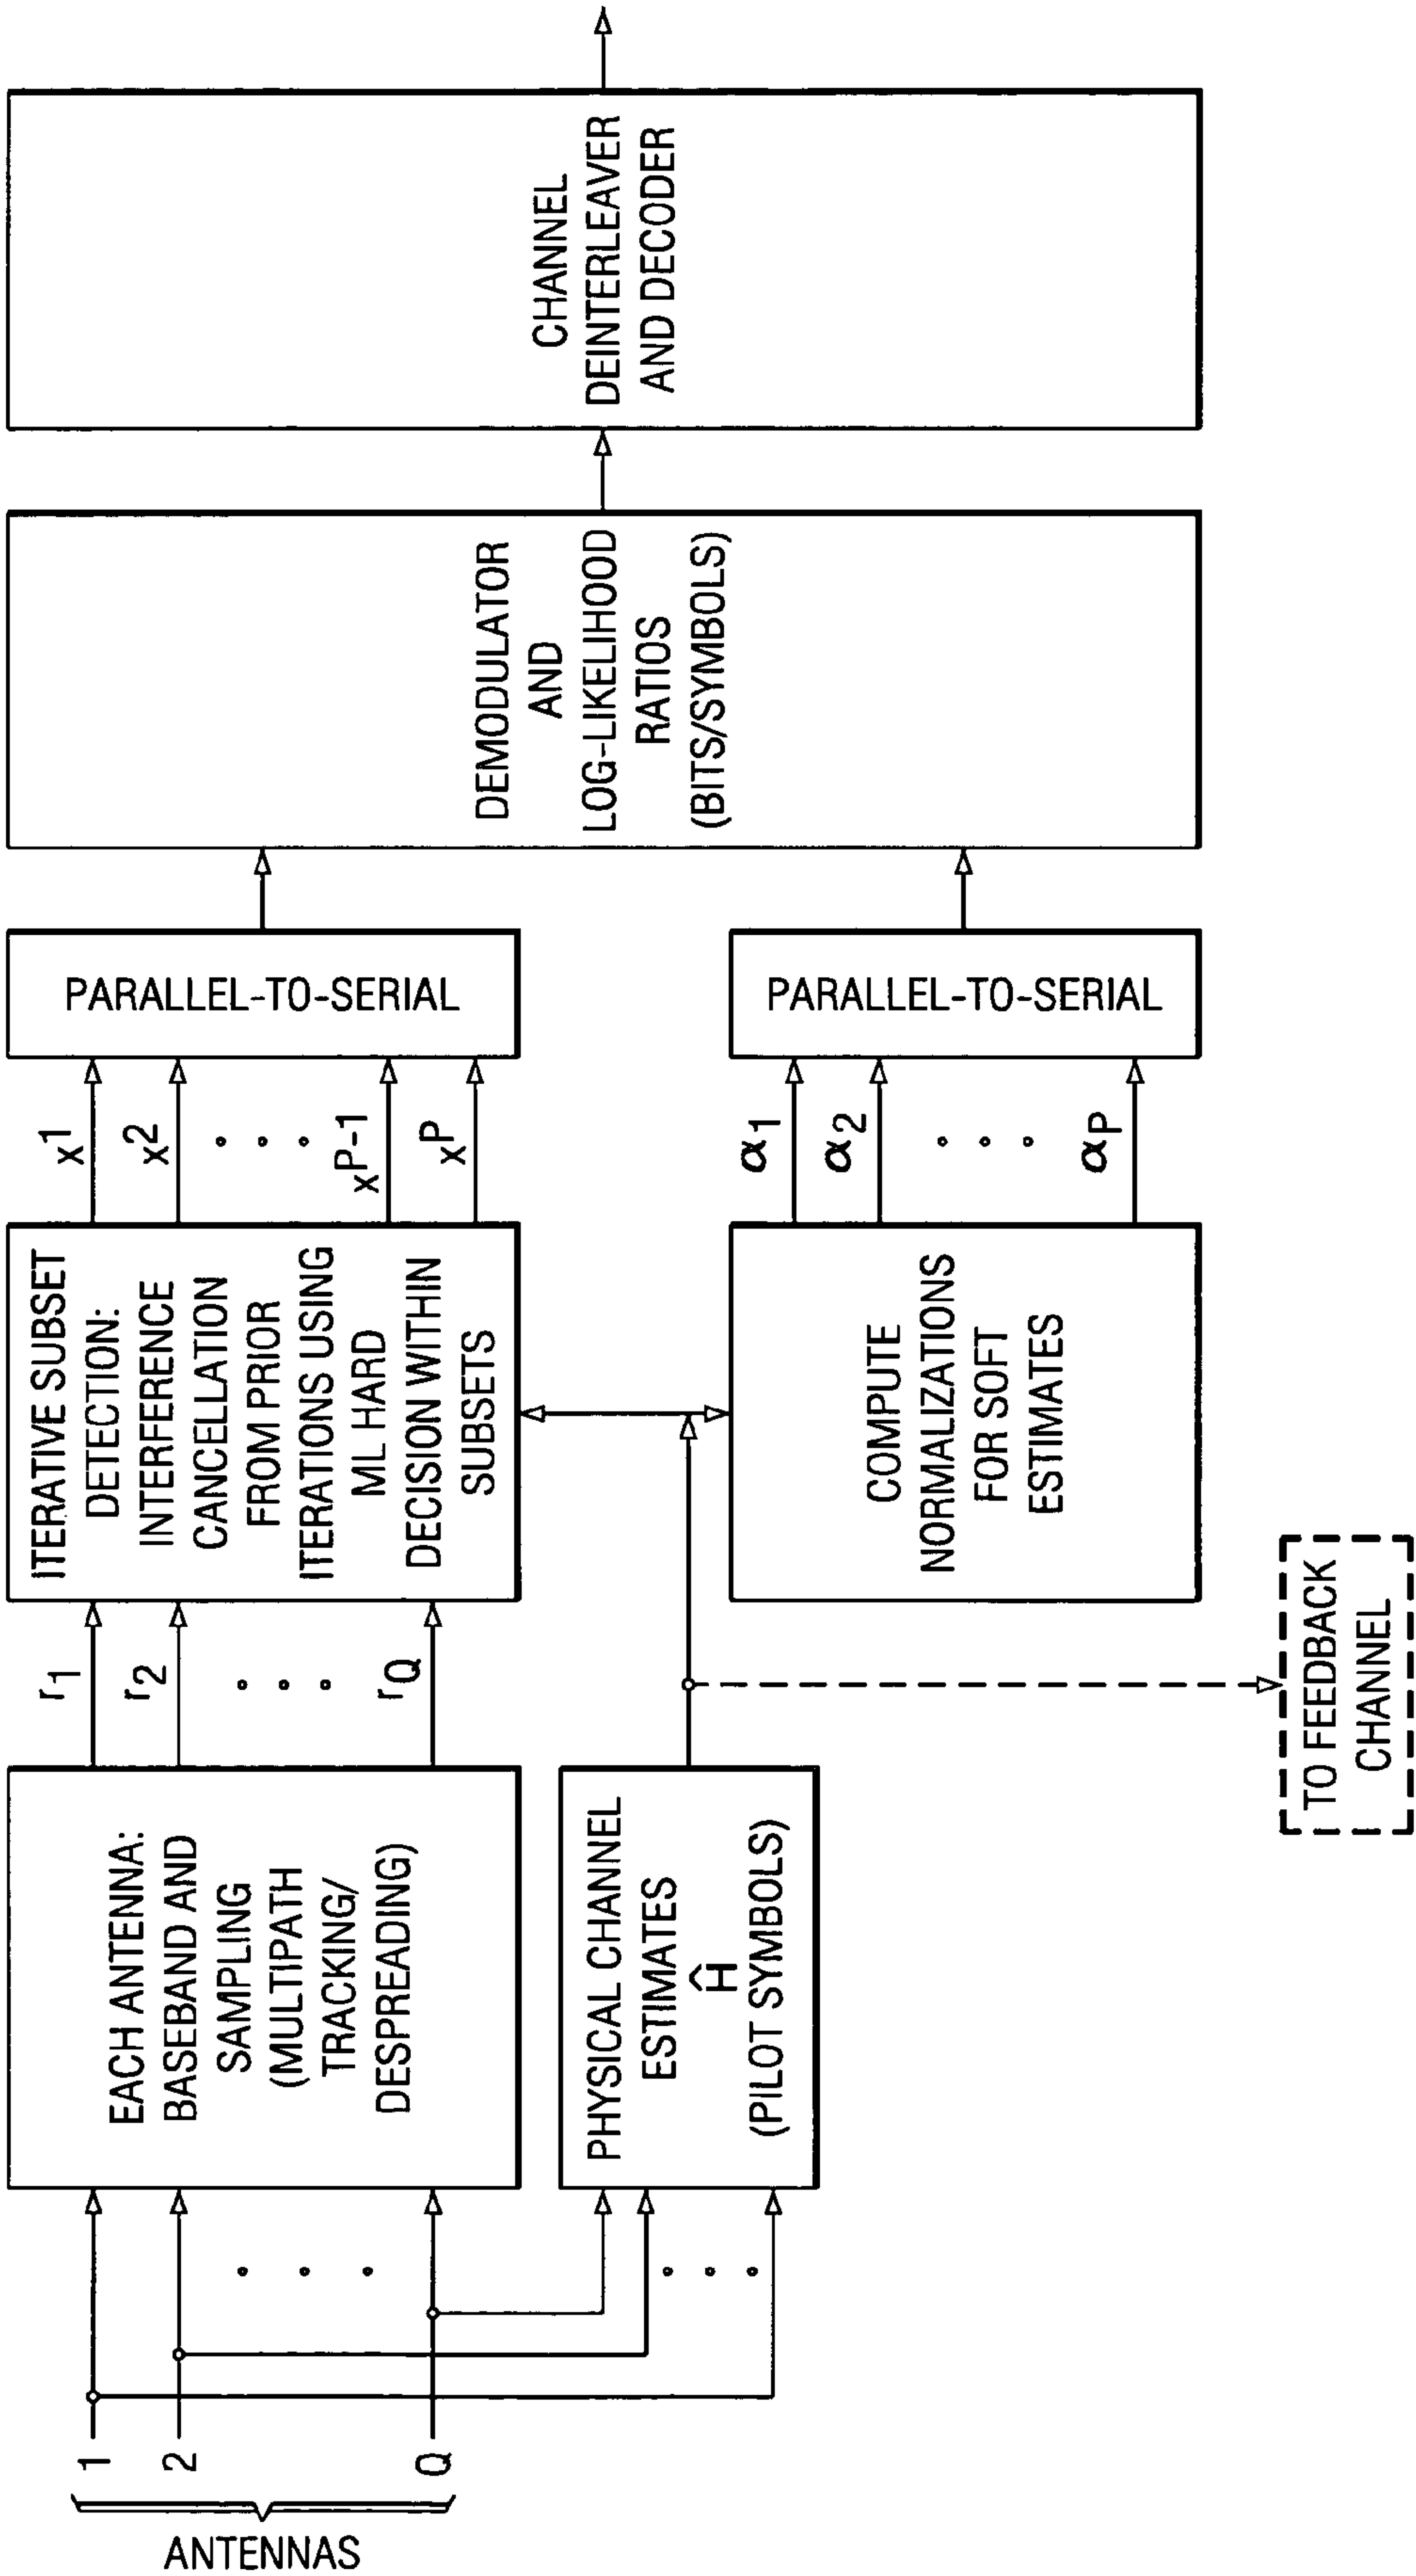 ANTENNAS
1
2
Q
EACH ANTENNA:
BASEBAND AND
SAMPLING
(MULTIPATH
TRACKING/
DESPREADING)
PHYSICAL CHANNEL
ESTIMATES
Ĥ
(PILOT SYMBOLS)
r1
r2
rQ
TO FEEDBACK
CHANNEL
ITERATIVE SUBSET
DETECTION:
INTERFERENCE
CANCELLATION
FROM PRIOR
ITERATIONS USING
ML HARD
DECISION WITHIN
SUBSETS
COMPUTE
NORMALIZATIONS
FOR SOFT
ESTIMATES
x1
x2
xP-1
xP
α1
α2
αP
PARALLEL-TO-SERIAL
PARALLEL-TO-SERIAL
DEMODULATOR
AND
LOG-LIKELIHOOD
RATIOS
(BITS/SYMBOLS)
CHANNEL
DEINTERLEAVER
AND DECODER